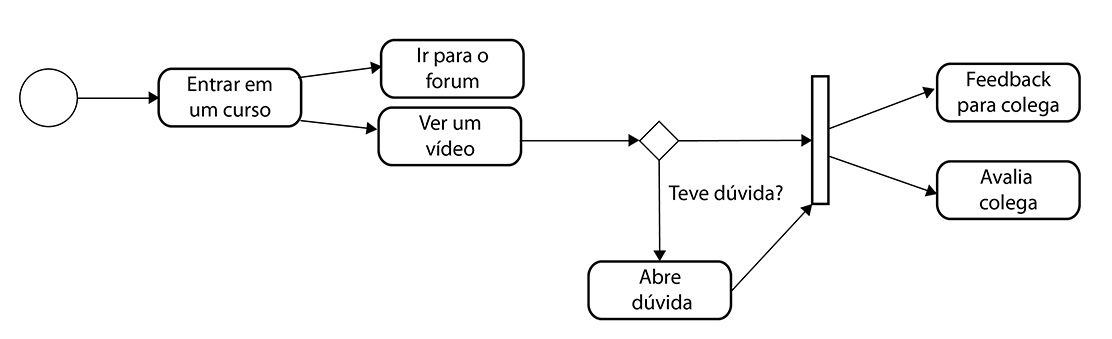 Entrar em
um curso
Ir para o
forum
Ver um
vídeo
Teve dúvida?
Abre
dúvida
Feedback
para colega
Avalia
colega